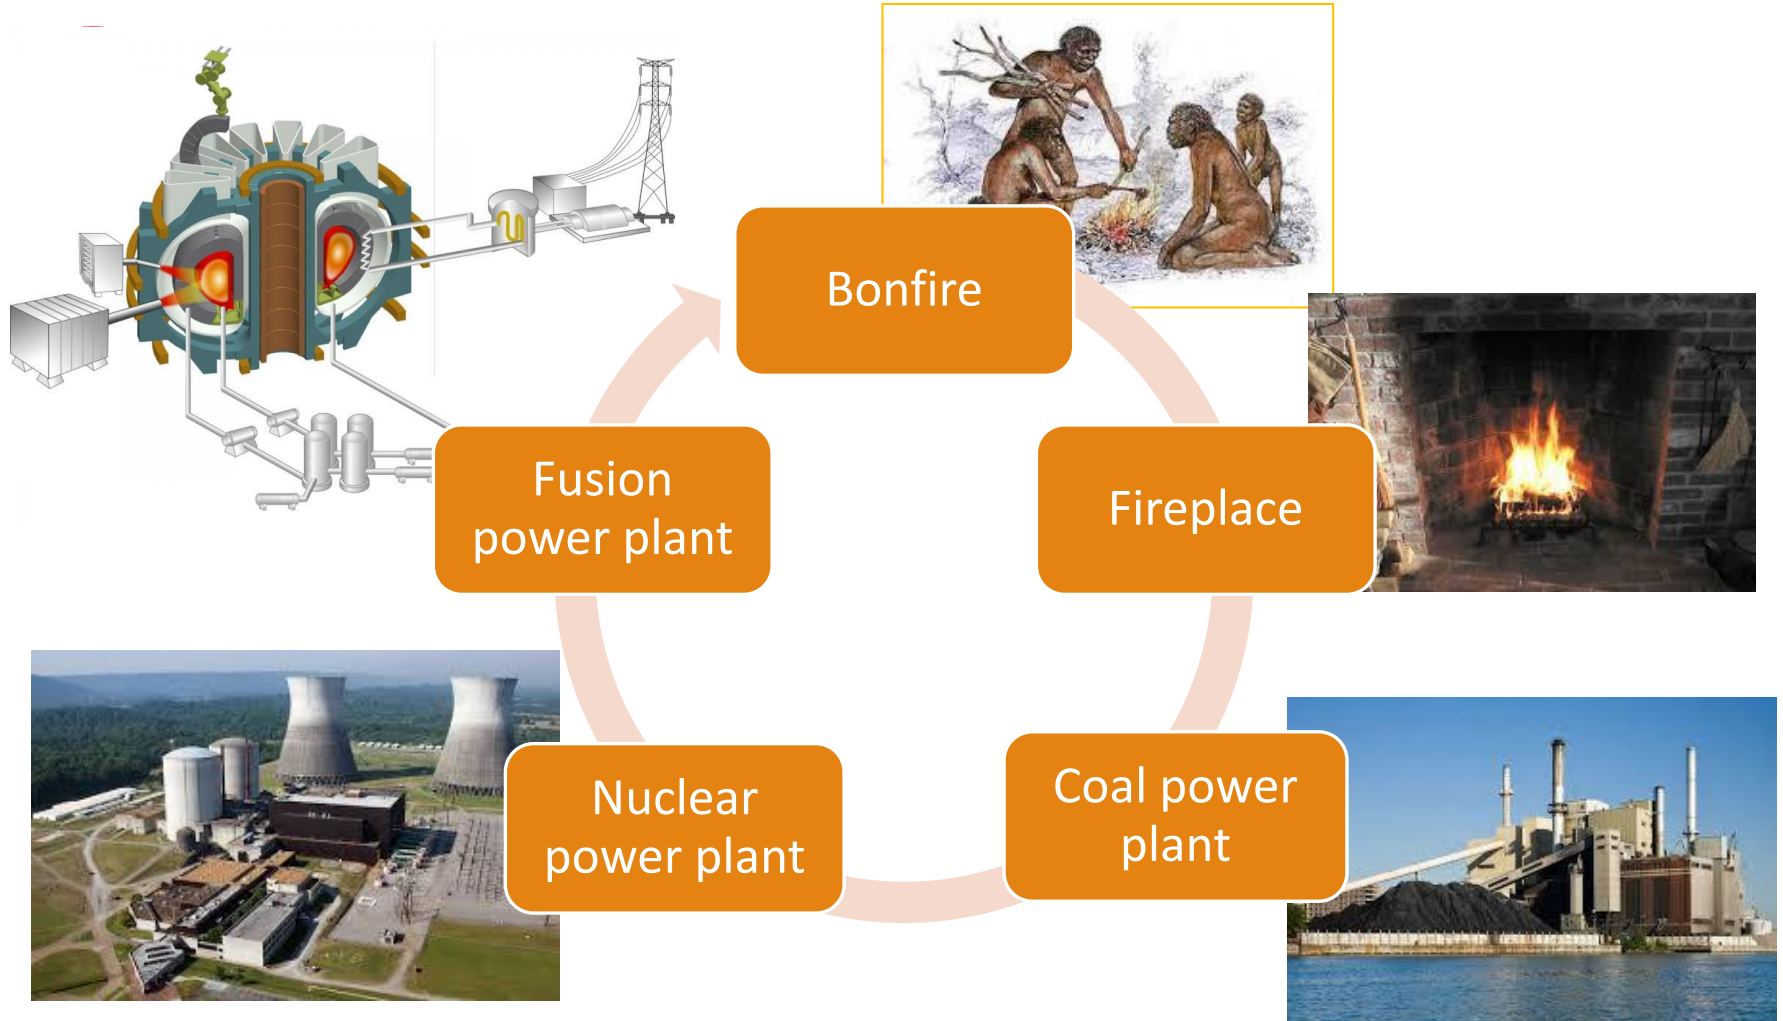 Bonfire
Fireplace
Coal power
plant
Nuclear
power plant
Fusion
power plant